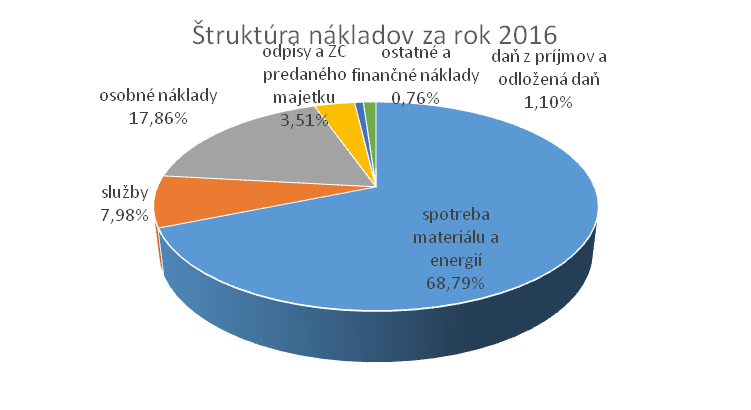 Štruktúra nákladov za rok 2016
odpisy a ZC
predaného
majetku
3,51%
ostatné a
finančné náklady
0,76%
daň z príjmov a
odložená daň
1,10%
osobné náklady
17,86%
služby
7,98%
spotreba
materiálu a
energií
68,79%